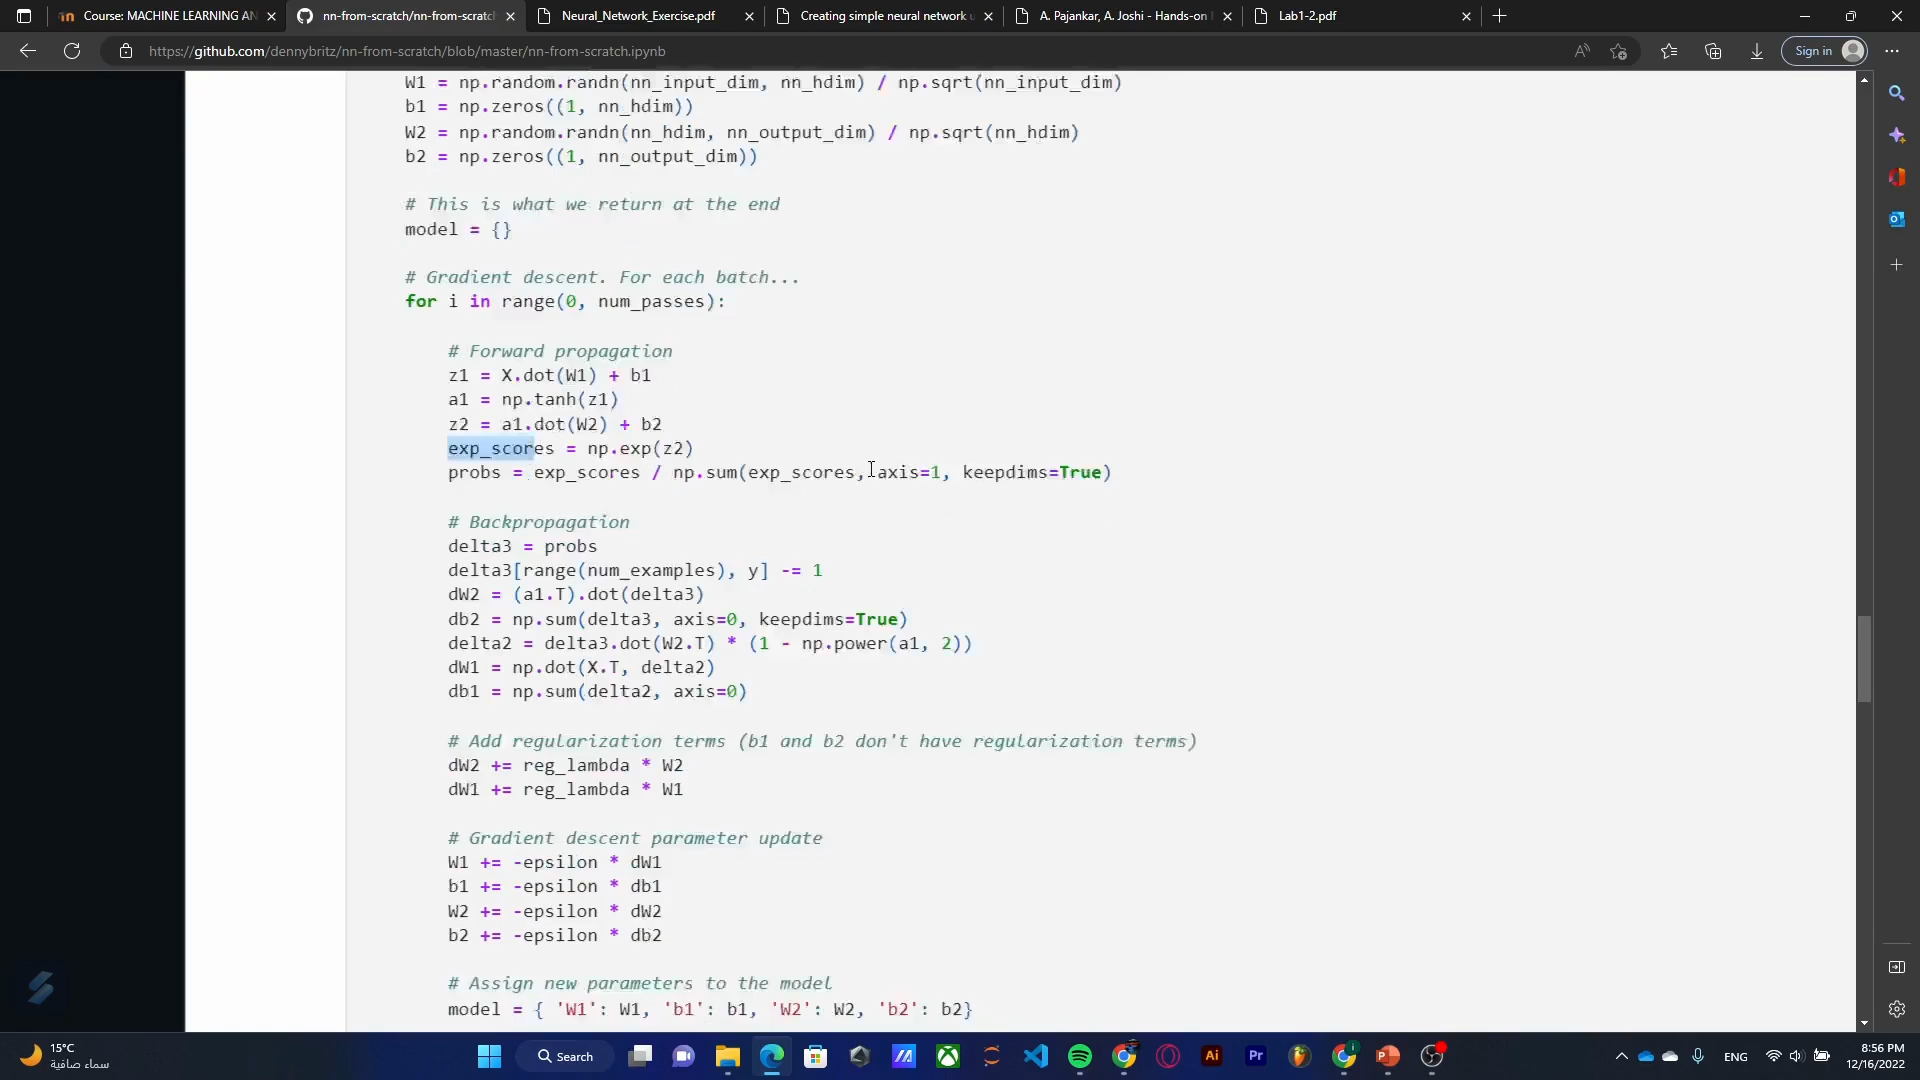 Course: MACHINE LEARNING AN
nn-from-scratch/nn-from-scratch
Neural_Network_Exercise.pdf
Creating simple neural network u
A. Pajankar, A. Joshi - Hands-on
Lab1-2.pdf
https://github.com/dennybritz/nn-from-scratch/blob/master/nn-from-scratch.ipynb
Sign in
W1 = np.random.randn(nn_input_dim, nn_hdim) / np.sqrt(nn_input_dim)
b1 = np.zeros((1, nn_hdim))
W2 = np.random.randn(nn_hdim, nn_output_dim) / np.sqrt(nn_hdim)
b2 = np.zeros((1, nn_output_dim))
# This is what we return at the end
model = {}
# Gradient descent. For each batch...
for i in range(0, num_passes):
# Forward propagation
z1 = X.dot(W1) + b1
a1 = np.tanh(z1)
z2 = a1.dot(W2) + b2
exp_scores = np.exp(z2)
probs = exp_scores / np.sum(exp_scores, axis=1, keepdims=True)
# Backpropagation
delta3 = probs
delta3[range(num_examples), y] -= 1
dW2 = (a1.T).dot(delta3)
db2 = np.sum(delta3, axis=0, keepdims=True)
delta2 = delta3.dot(W2.T) * (1 - np.power(a1, 2))
dW1 = np.dot(X.T, delta2)
db1 = np.sum(delta2, axis=0)
# Add regularization terms (b1 and b2 don't have regularization terms)
dW2 += reg_lambda * W2
dW1 += reg_lambda * W1
# Gradient descent parameter update
W1 += -epsilon * dW1
b1 += -epsilon * db1
W2 += -epsilon * dW2
b2 += -epsilon * db2
# Assign new parameters to the model
model = { 'W1': W1, 'b1': b1, 'W2': W2, 'b2': b2}
15°C
سماء صافية
Search
Ai
Pr
ENG
8:56 PM
12/16/2022